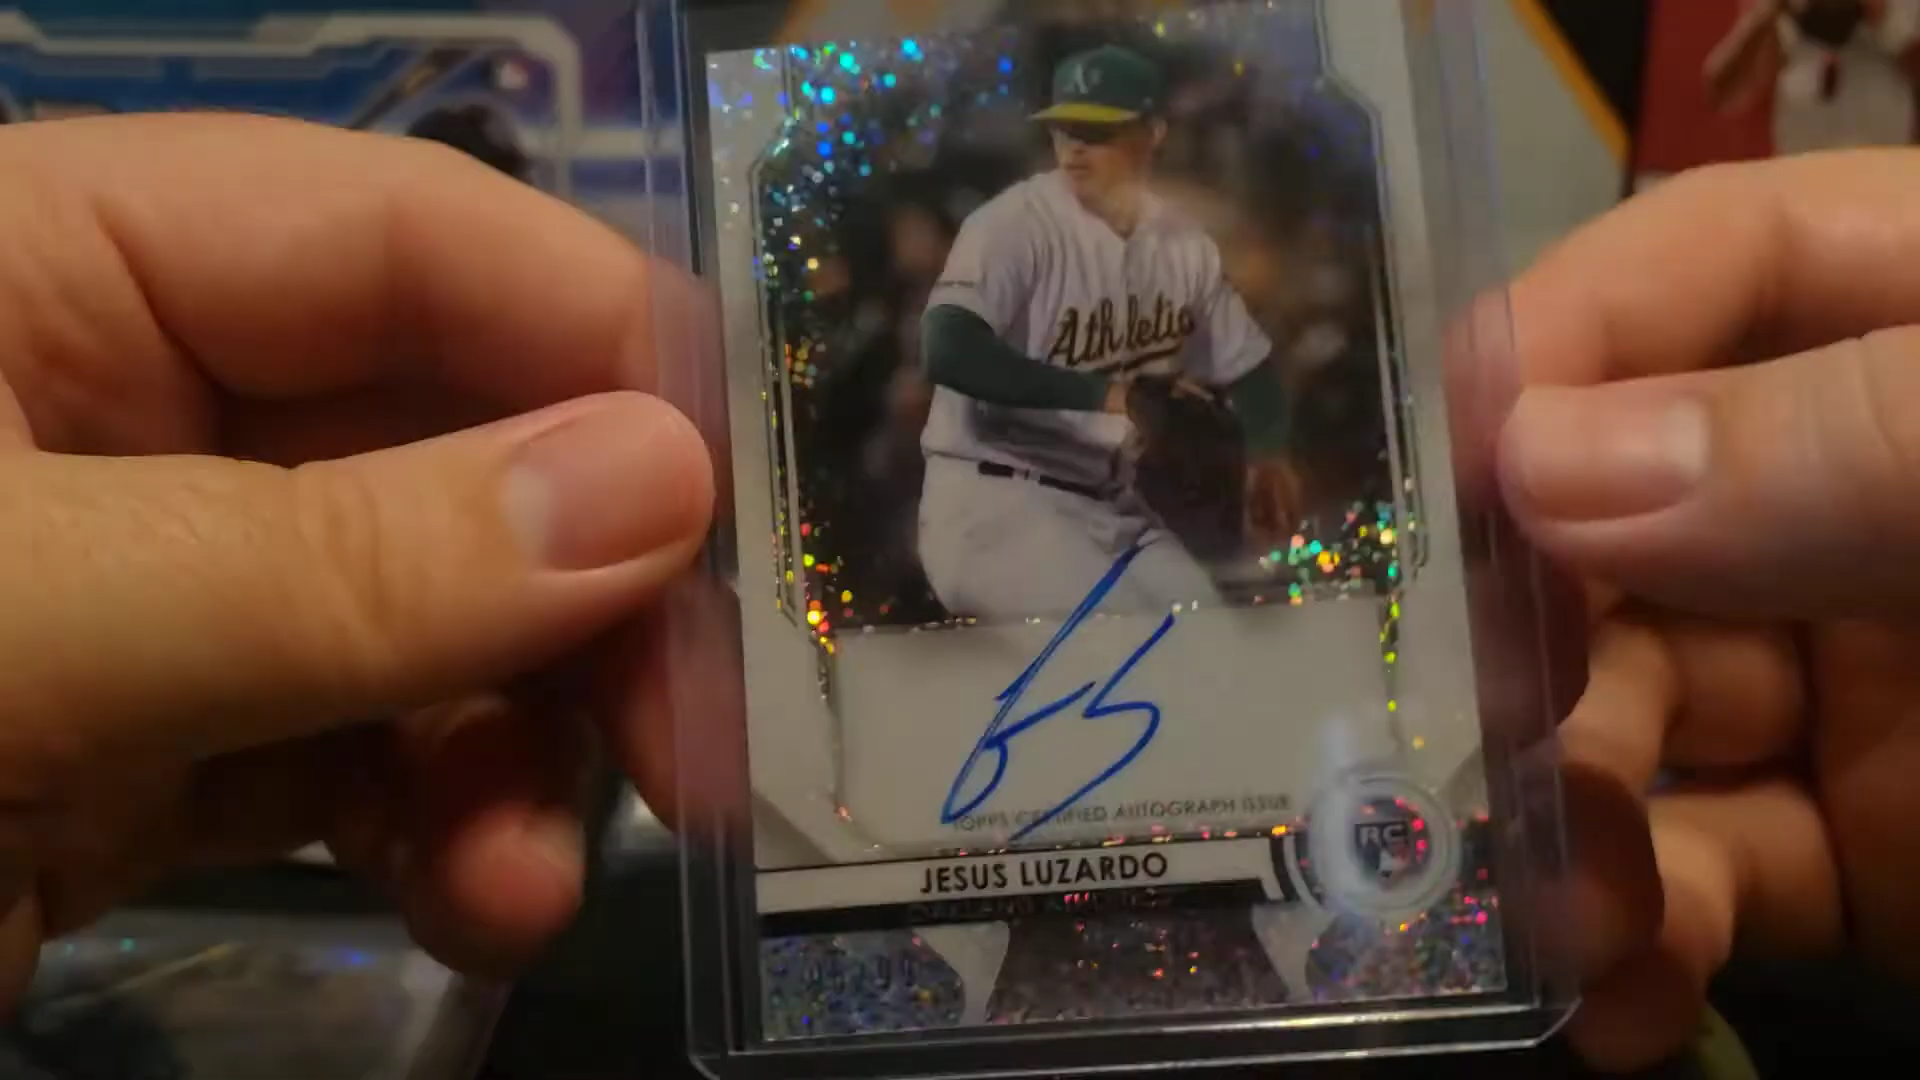 A's
Athletics
TOPPS CERTIFIED AUTOGRAPH ISSUE
JESUS LUZARDO
RC